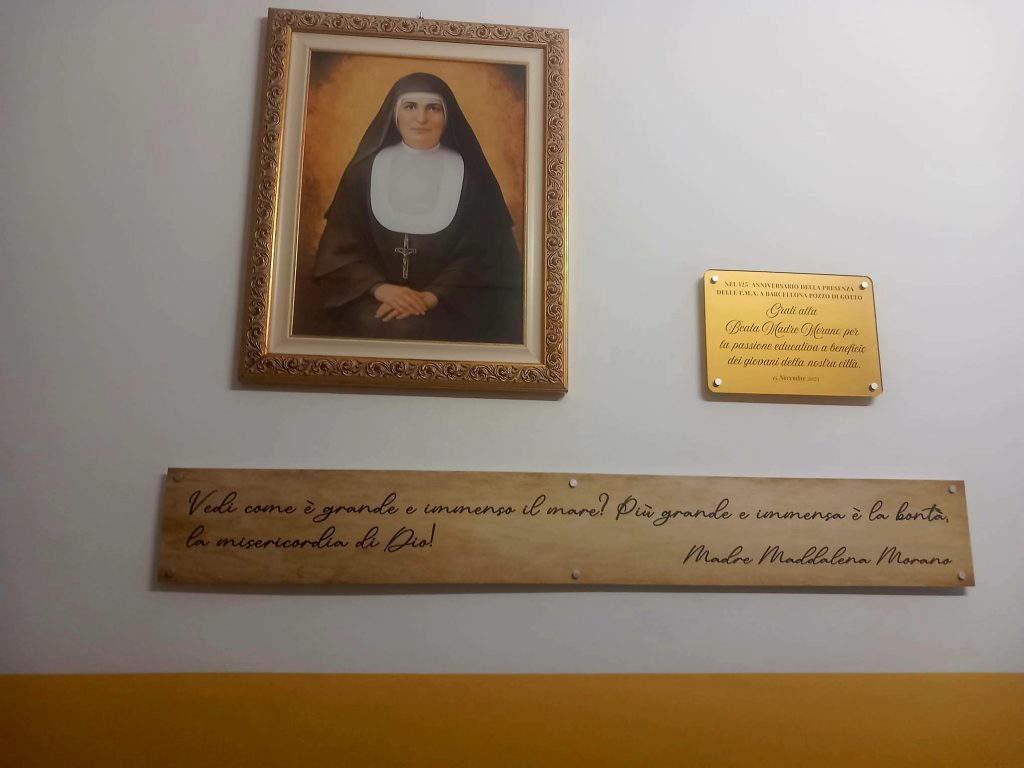 NEL 125° ANNIVERSARIO DELLA PRESENZA
DELLE F.M.A. A BARCELLONA POZZO DI GOTTO
Grati alla
Beata Madre Morano per
la passione educativa a beneficio
dei giovani della nostra città.
Novembre 2021
Vedi come è grande e immenso il mare? Più grande e immensa è la bontà,
la misericordia di Dio!
Madre Maddalena Morano